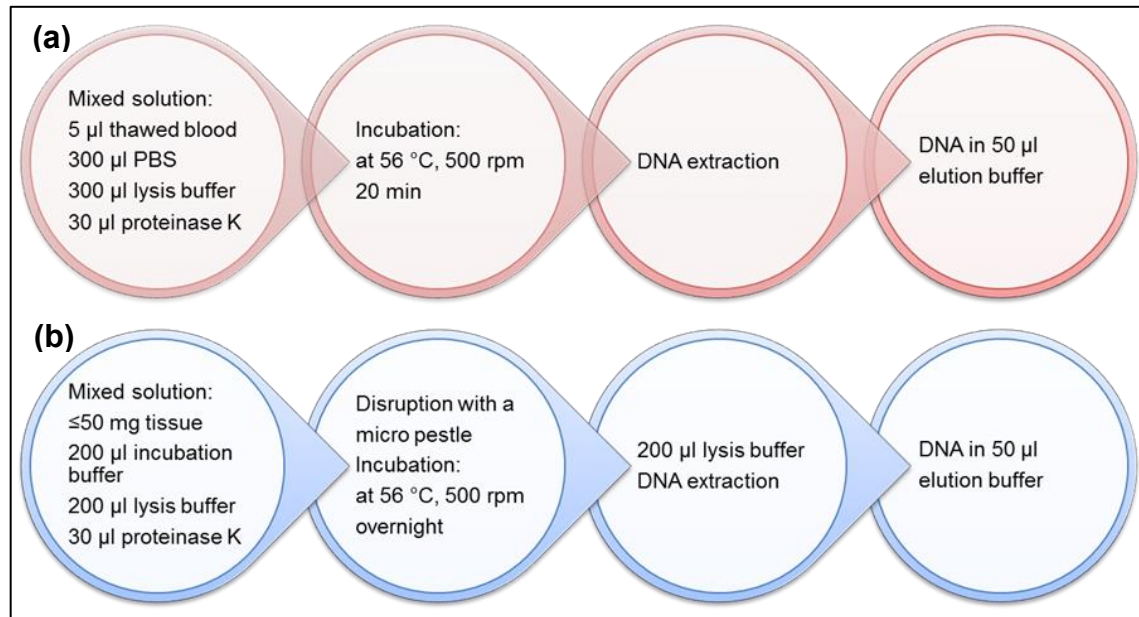 (a)
Mixed solution:
5 µl thawed blood
300 µl PBS
300 µl lysis buffer
30 µl proteinase K
Incubation:
at 56 °C, 500 rpm
20 min
DNA extraction
DNA in 50 µl
elution buffer
(b)
Mixed solution:
≤50 mg tissue
200 µl incubation
buffer
200 µl lysis buffer
30 µl proteinase K
Disruption with a
micro pestle
Incubation:
at 56 °C, 500 rpm
overnight
200 µl lysis buffer
DNA extraction
DNA in 50 µl
elution buffer